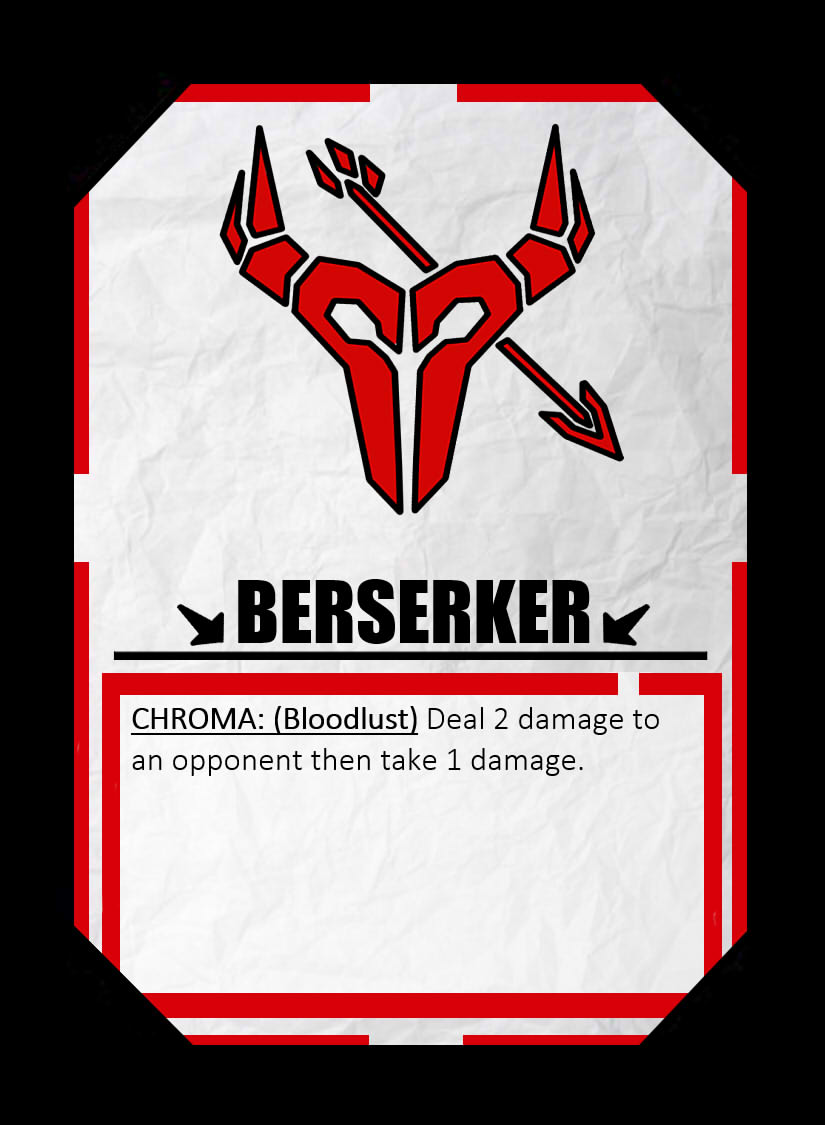 BERSERKER
CHROMA: (Bloodlust) Deal 2 damage to
an opponent then take 1 damage.